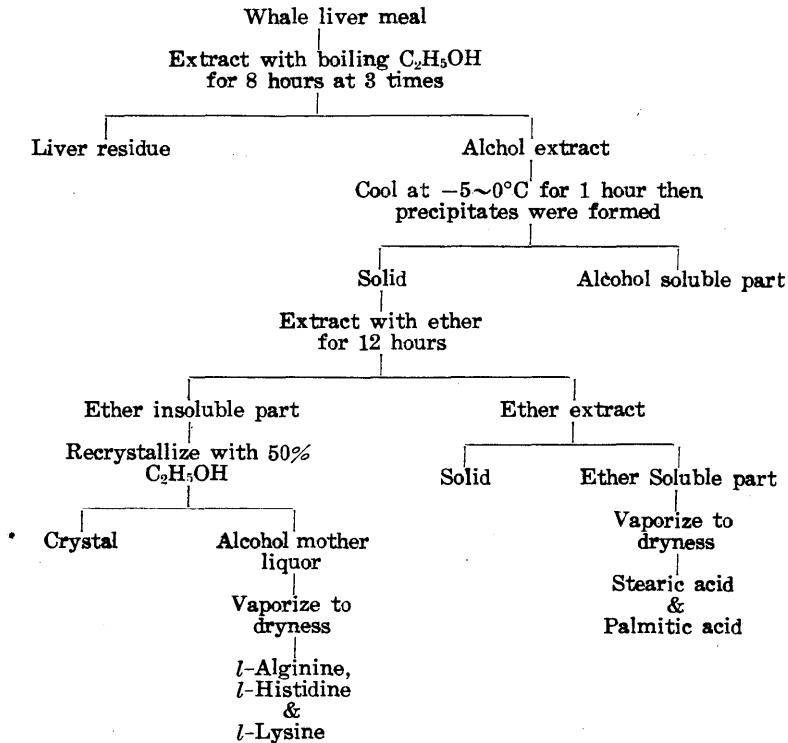 Whale liver meal
Extract with boiling C₂H₅OH
for 8 hours at 3 times
Liver residue
Alchol extract
Cool at −5~0°C for 1 hour then
precipitates were formed
Solid
Alcohol soluble part
Extract with ether
for 12 hours
Ether insoluble part
Ether extract
Recrystallize with 50%
C₂H₅OH
Solid
Ether Soluble part
Crystal
Alcohol mother
liquor
Vaporize to
dryness
Vaporize to
dryness
Stearic acid
&
Palmitic acid
l-Alginine,
l-Histidine
&
l-Lysine